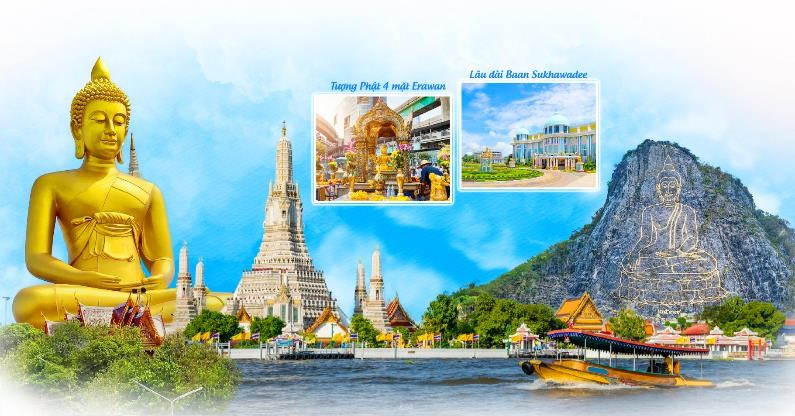 Lâu đài Baan Sukhawadee
Tượng Phật 4 mặt Erawan